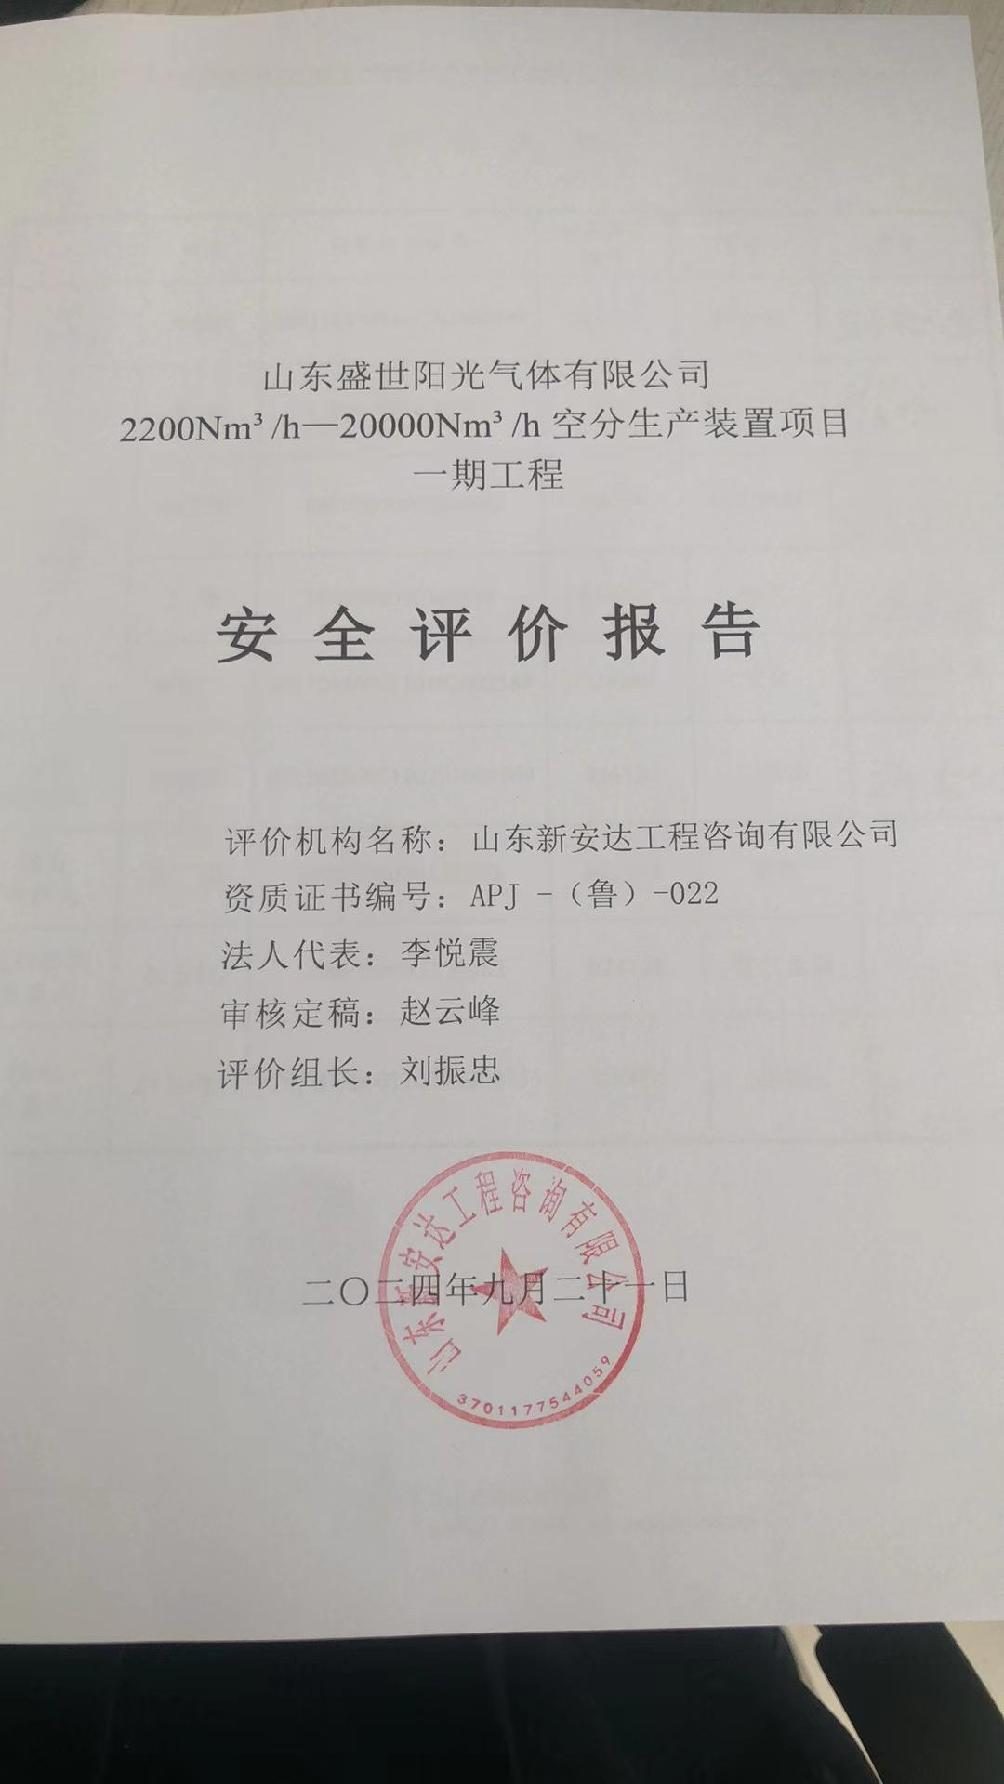 山东盛世阳光气体有限公司
2200Nm³/h—20000Nm³/h 空分生产装置项目
一期工程
安全评价报告
评价机构名称：山东新安达工程咨询有限公司
资质证书编号：APJ-（鲁）-022
法人代表：李悦震
审核定稿：赵云峰
评价组长：刘振忠
二〇二四年九月二十一日
山东新安达工程咨询有限公司
3701177544059